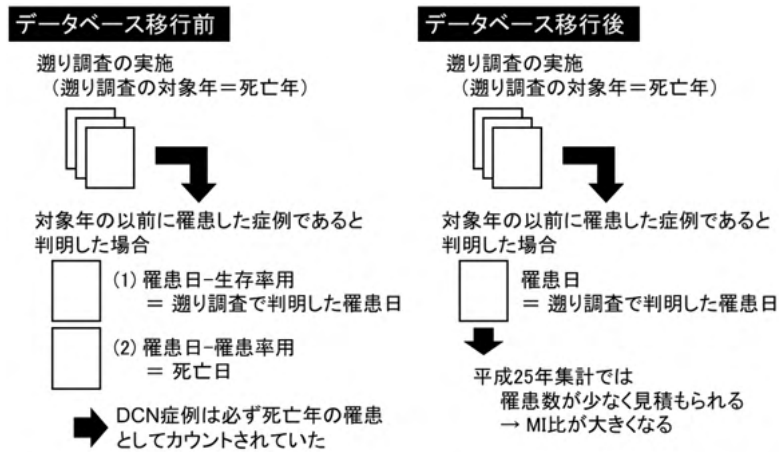 データベース移行前
遡り調査の実施
（遡り調査の対象年＝死亡年）
対象年の以前に罹患した症例であると
判明した場合
(1) 罹患日-生存率用
＝ 遡り調査で判明した罹患日
(2) 罹患日-罹患率用
＝ 死亡日
DCN症例は必ず死亡年の罹患
としてカウントされていた
データベース移行後
遡り調査の実施
（遡り調査の対象年＝死亡年）
対象年の以前に罹患した症例であると
判明した場合
罹患日
＝ 遡り調査で判明した罹患日
平成25年集計では
罹患数が少なく見積もられる
→ MI比が大きくなる